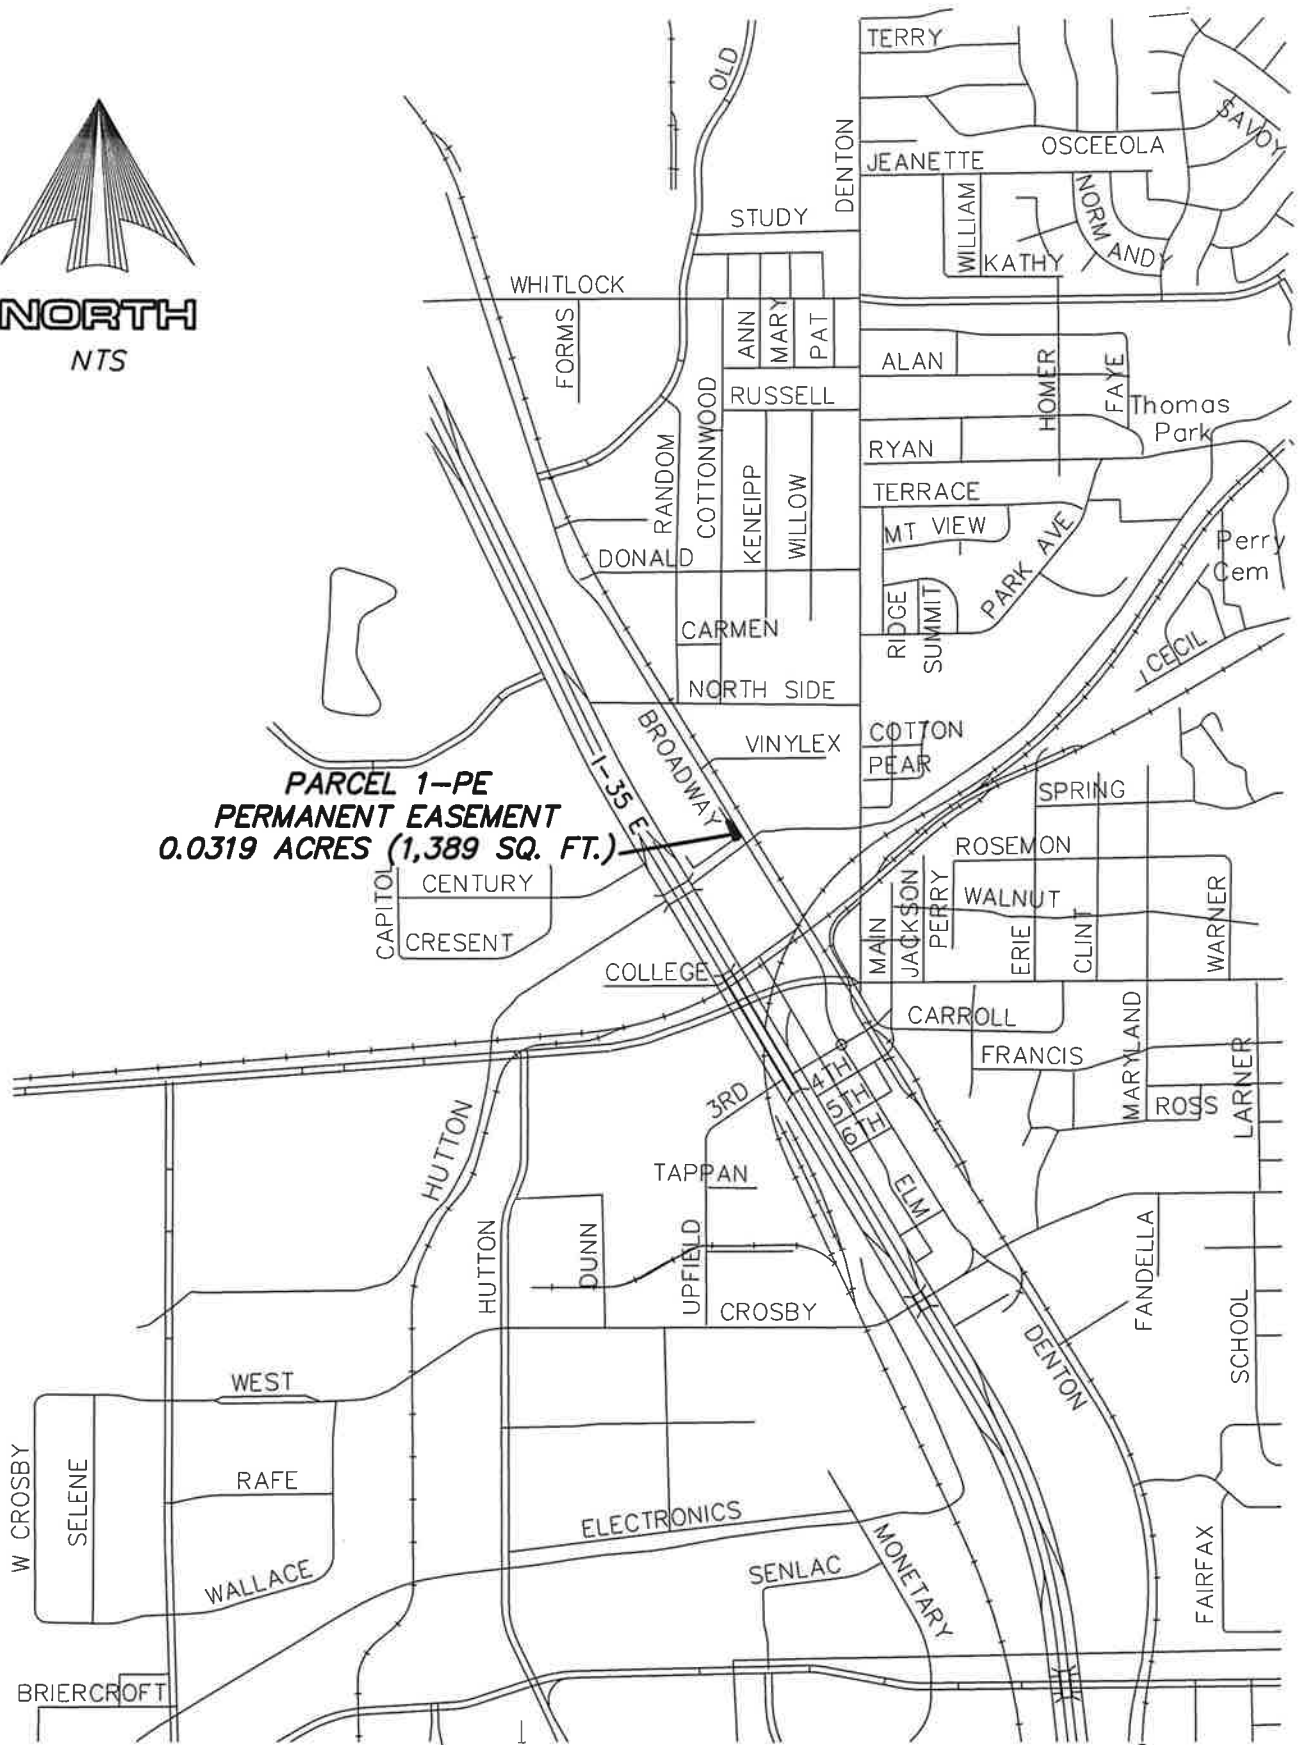 NORTH
NTS
OLD
TERRY
SAVOY
DENTON
OSCEEOLA
JEANETTE
WILLIAM
NORMANDY
STUDY
KATHY
WHITLOCK
FORMS
ANN
MARY
PAT
ALAN
HOMER
FAYE
RUSSELL
Thomas
Park
RANDOM
COTTONWOOD
KENEIPP
WILLOW
RYAN
TERRACE
MT VIEW
PARK AVE
Perry
Cem
DONALD
RIDGE
SUMMIT
CARMEN
CECIL
NORTH SIDE
BROADWAY
VINYLEX
COTTON
PEAR
I-35 E
PARCEL 1-PE
PERMANENT EASEMENT
0.0319 ACRES (1,389 SQ. FT.)
SPRING
ROSEMON
CAPITOL
CENTURY
CRESENT
WALNUT
MAIN
JACKSON
PERRY
ERIE
CLINT
WARNER
COLLEGE
CARROLL
FRANCIS
MARYLAND
ROSS
LARNER
3RD
4TH
5TH
6TH
HUTTON
TAPPAN
ELM
HUTTON
DUNN
UPFIELD
CROSBY
FANDELLA
SCHOOL
DENTON
WEST
W CROSBY
SELENE
RAFE
WALLACE
ELECTRONICS
SENLAC
MONETARY
FAIRFAX
BRIERCROFT